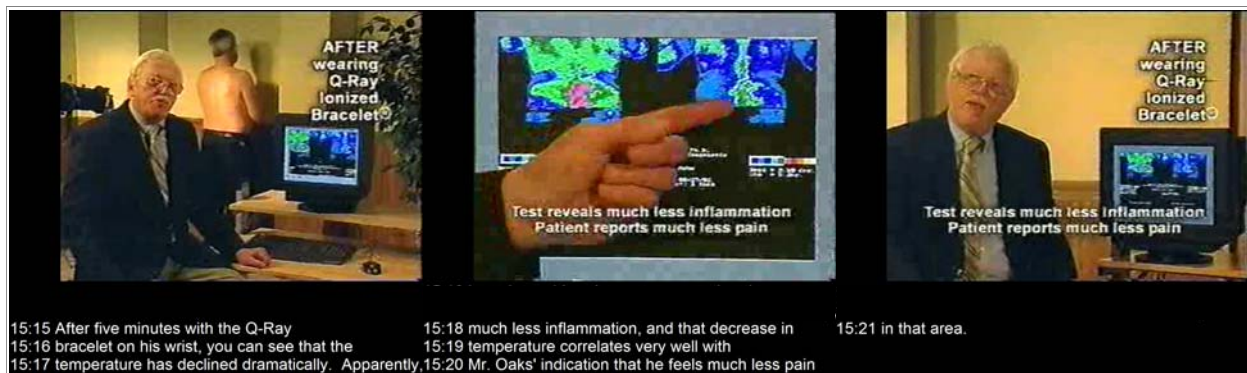 AFTER
wearing
Q-Ray
Ionized
Bracelet®
Test reveals much less inflammation
Patient reports much less pain
AFTER
wearing
Q-Ray
Ionized
Bracelet
Test reveals much less Inflammation
Patient reports much less pain
15:15 After five minutes with the Q-Ray
15:16 bracelet on his wrist, you can see that the
15:17 temperature has declined dramatically.  Apparently,
15:18 much less inflammation, and that decrease in
15:19 temperature correlates very well with
15:20 Mr. Oaks' indication that he feels much less pain
15:21 in that area.